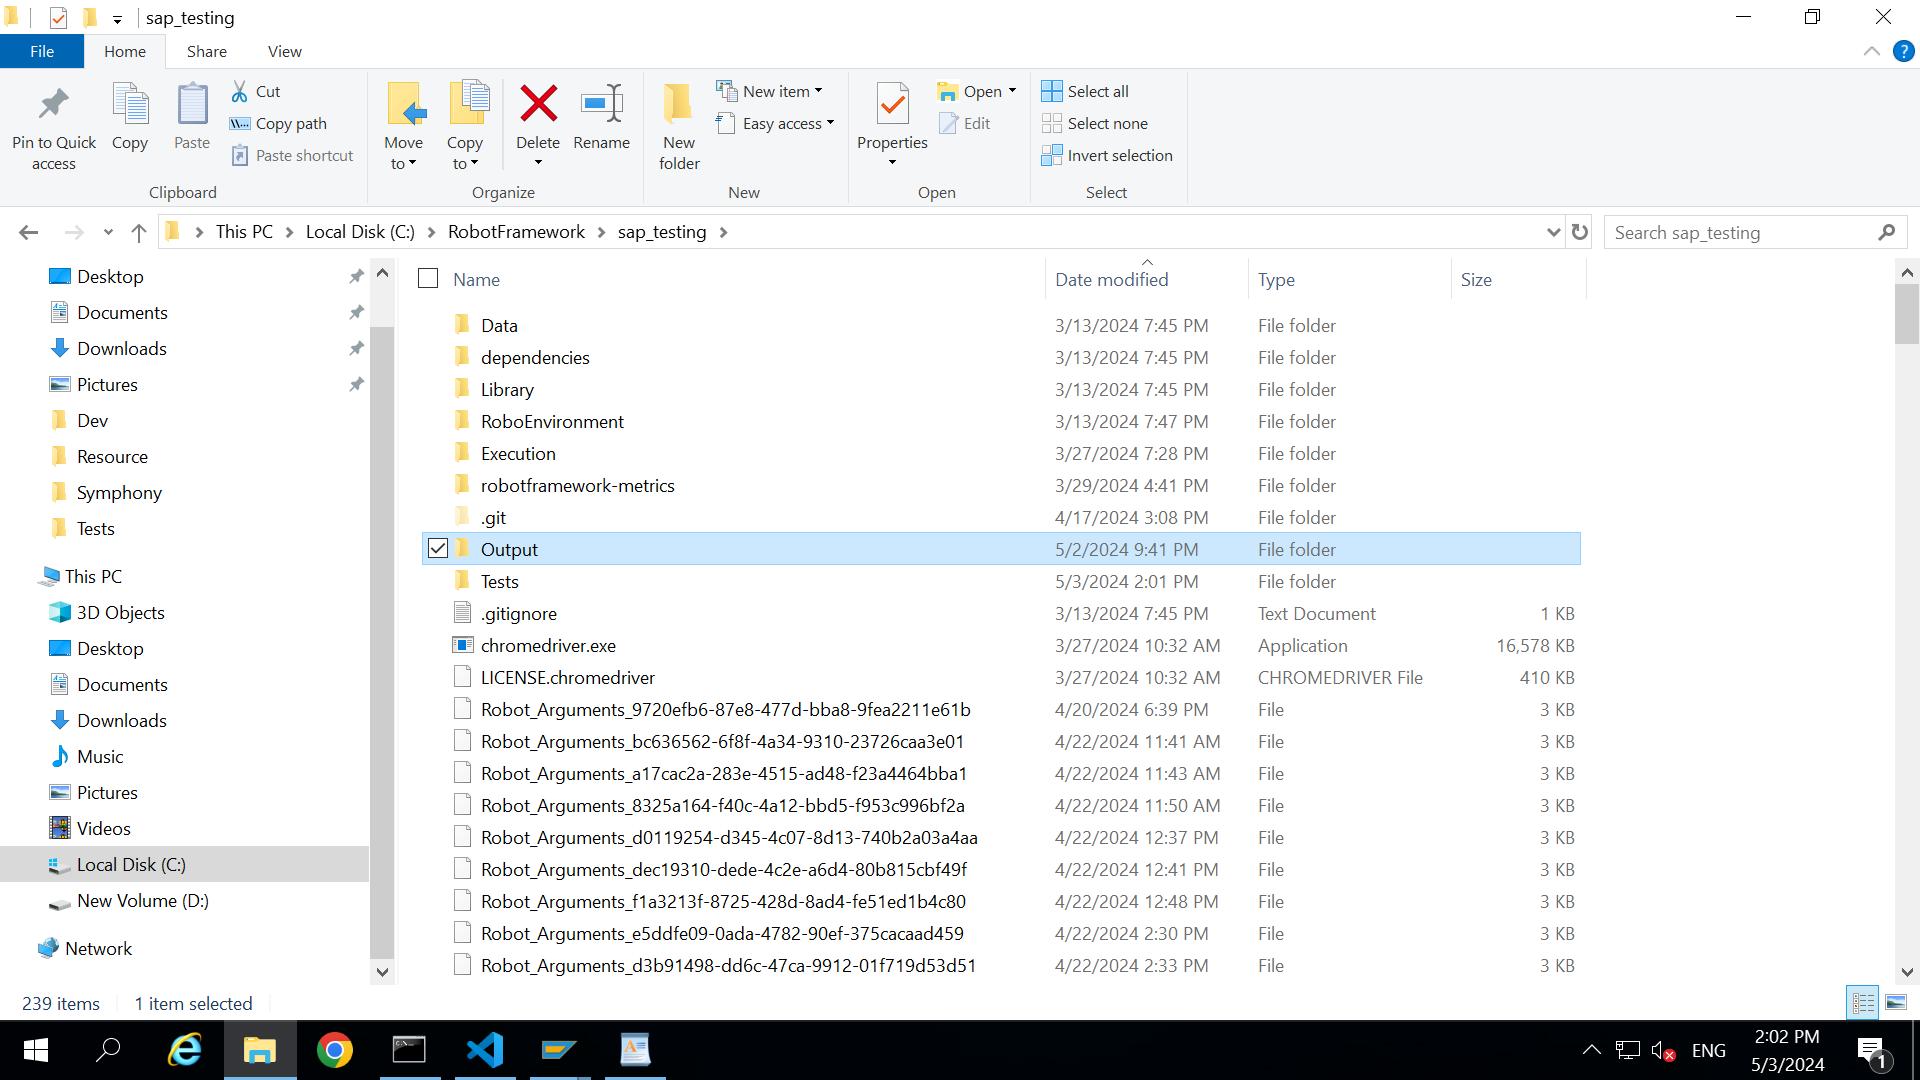 sap_testing
File
Home
Share
View
?
Pin to Quick
access
Copy
Paste
Cut
Copy path
Paste shortcut
Clipboard
Move
to
Copy
to
Delete
Rename
Organize
New
folder
New item
Easy access
New
Properties
Open
Edit
Open
Select all
Select none
Invert selection
Select
This PC
Local Disk (C:)
RobotFramework
sap_testing
Search sap_testing
Desktop
Documents
Downloads
Pictures
Dev
Resource
Symphony
Tests
This PC
3D Objects
Desktop
Documents
Downloads
Music
Pictures
Videos
Local Disk (C:)
New Volume (D:)
Network
Name Date modified Type Size
Data 3/13/2024 7:45 PM File folder
dependencies 3/13/2024 7:45 PM File folder
Library 3/13/2024 7:45 PM File folder
RoboEnvironment 3/13/2024 7:47 PM File folder
Execution 3/27/2024 7:28 PM File folder
robotframework-metrics 3/29/2024 4:41 PM File folder
.git 4/17/2024 3:08 PM File folder
Output 5/2/2024 9:41 PM File folder
Tests 5/3/2024 2:01 PM File folder
.gitignore 3/13/2024 7:45 PM Text Document 1 KB
chromedriver.exe 3/27/2024 10:32 AM Application 16,578 KB
LICENSE.chromedriver 3/27/2024 10:32 AM CHROMEDRIVER File 410 KB
Robot_Arguments_9720efb6-87e8-477d-bba8-9fea2211e61b 4/20/2024 6:39 PM File 3 KB
Robot_Arguments_bc636562-6f8f-4a34-9310-23726caa3e01 4/22/2024 11:41 AM File 3 KB
Robot_Arguments_a17cac2a-283e-4515-ad48-f23a4464bba1 4/22/2024 11:43 AM File 3 KB
Robot_Arguments_8325a164-f40c-4a12-bbd5-f953c996bf2a 4/22/2024 11:50 AM File 3 KB
Robot_Arguments_d0119254-d345-4c07-8d13-740b2a03a4aa 4/22/2024 12:37 PM File 3 KB
Robot_Arguments_dec19310-dede-4c2e-a6d4-80b815cbf49f 4/22/2024 12:41 PM File 3 KB
Robot_Arguments_f1a3213f-8725-428d-8ad4-fe51ed1b4c80 4/22/2024 12:48 PM File 3 KB
Robot_Arguments_e5ddfe09-0ada-4782-90ef-375cacaad459 4/22/2024 2:30 PM File 3 KB
Robot_Arguments_d3b91498-dd6c-47ca-9912-01f719d53d51 4/22/2024 2:33 PM File 3 KB
239 items
1 item selected
ENG
2:02 PM
5/3/2024
1